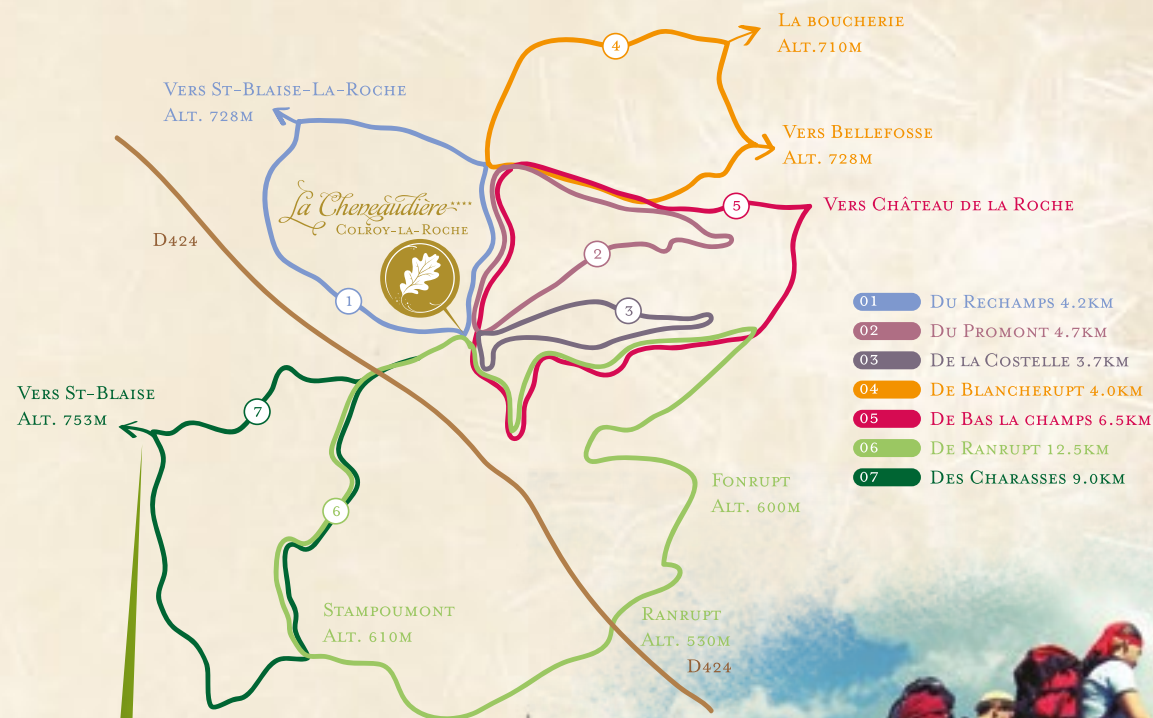 La boucherie
Alt.710m
4
Vers St-Blaise-La-Roche
Alt. 728m
Vers Bellefosse
Alt. 728m
La Cheneaudière****
Colroy-la-Roche
5
Vers Château de la Roche
D424
2
1
3
01 Du Rechamps 4.2km
02 Du Promont 4.7km
03 De la Costelle 3.7km
04 De Blancherupt 4.0km
05 De Bas la champs 6.5km
06 De Ranrupt 12.5km
07 Des Charasses 9.0km
Vers St-Blaise
Alt. 753m
7
Fonrupt
Alt. 600m
6
Stampoumont
Alt. 610m
Ranrupt
Alt. 530m
D424